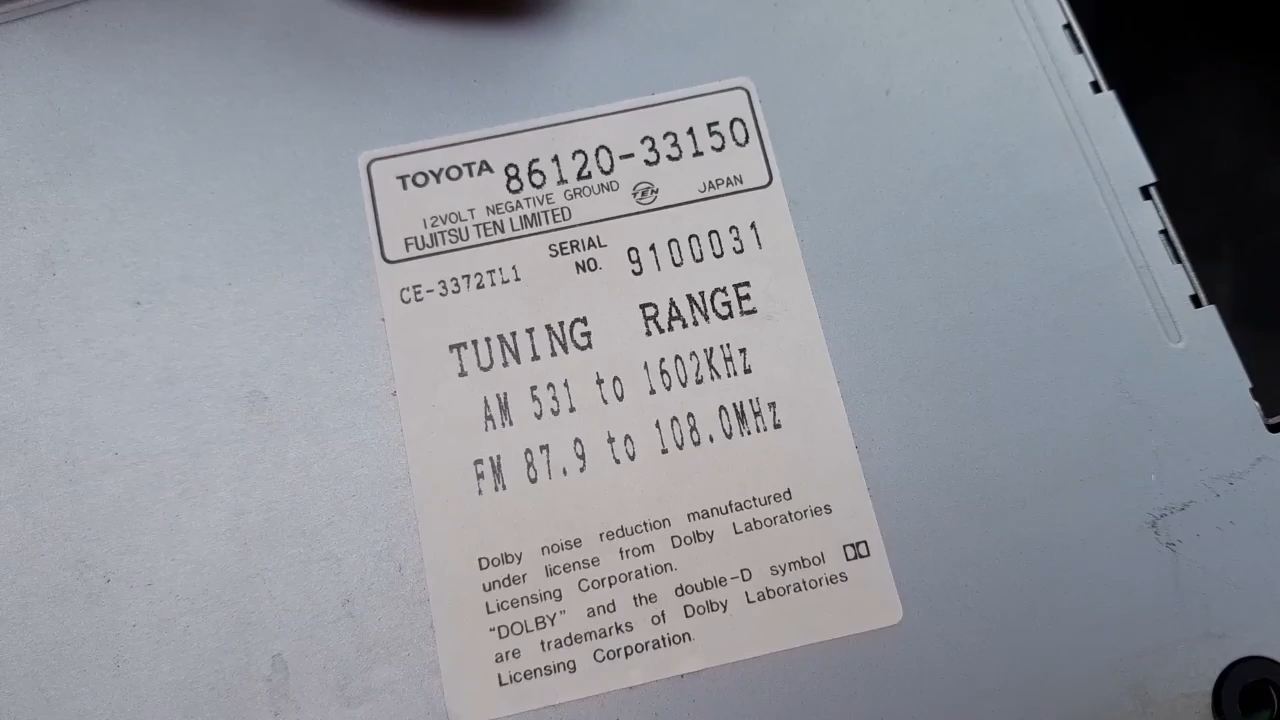 TOYOTA 86120-33150
12VOLT NEGATIVE GROUND TEN JAPAN
FUJITSU TEN LIMITED
CE-3372TL1 SERIAL NO. 9100031
TUNING RANGE
AM 531 to 1602KHz
FM 87.9 to 108.0MHz
Dolby noise reduction manufactured
under license from Dolby Laboratories
Licensing Corporation.
"DOLBY" and the double-D symbol
are trademarks of Dolby Laboratories
Licensing Corporation.